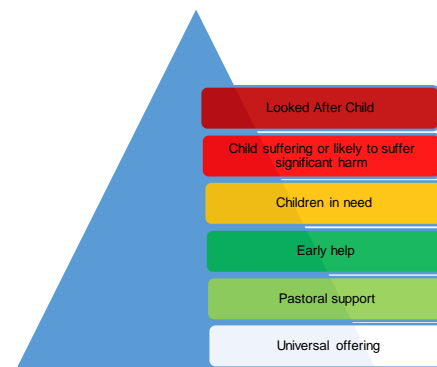 Looked After Child
Child suffering or likely to suffer
significant harm
Children in need
Early help
Pastoral support
Universal offering